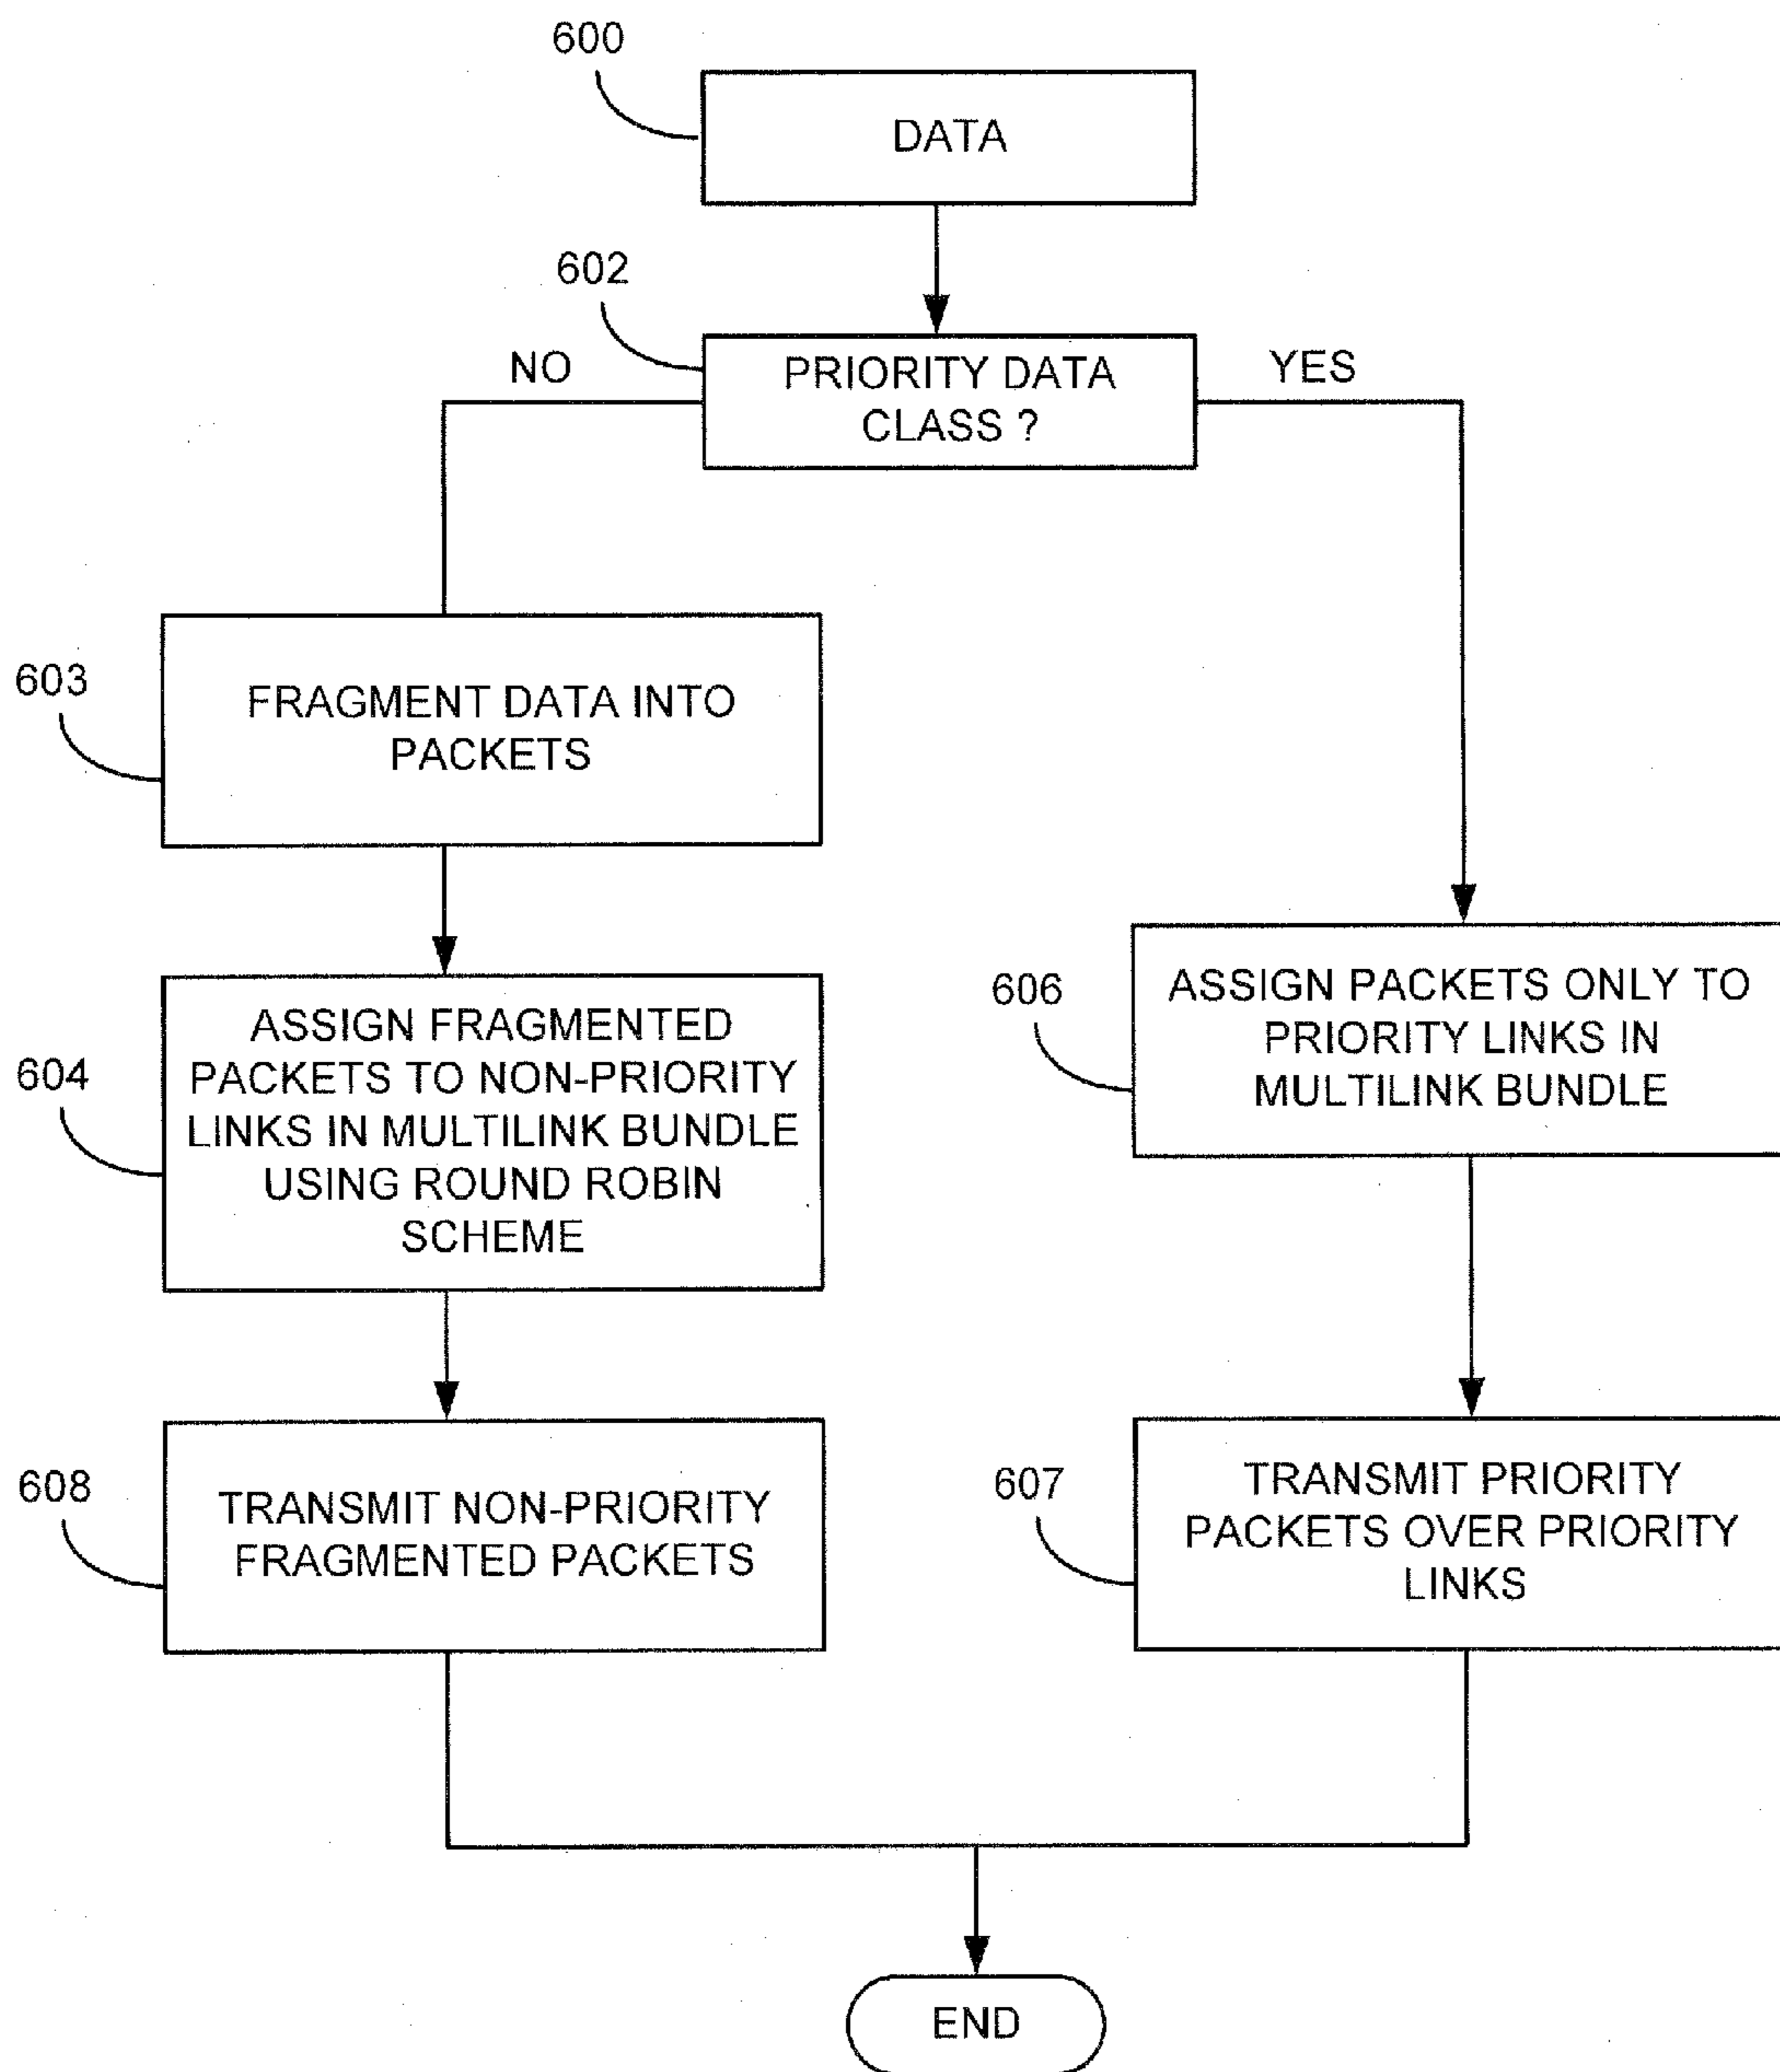 600
DATA
602
NO
PRIORITY DATA
CLASS ?
YES
603
FRAGMENT DATA INTO
PACKETS
604
ASSIGN FRAGMENTED
PACKETS TO NON-PRIORITY
LINKS IN MULTILINK BUNDLE
USING ROUND ROBIN
SCHEME
606
ASSIGN PACKETS ONLY TO
PRIORITY LINKS IN
MULTILINK BUNDLE
608
TRANSMIT NON-PRIORITY
FRAGMENTED PACKETS
607
TRANSMIT PRIORITY
PACKETS OVER PRIORITY
LINKS
END